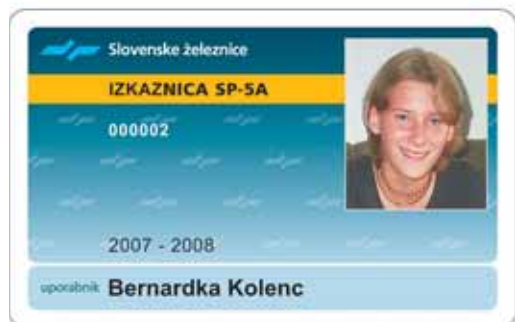 Slovenske železnice
IZKAZNICA SP-5A
000002
2007 - 2008
uporabnik Bernardka Kolenc